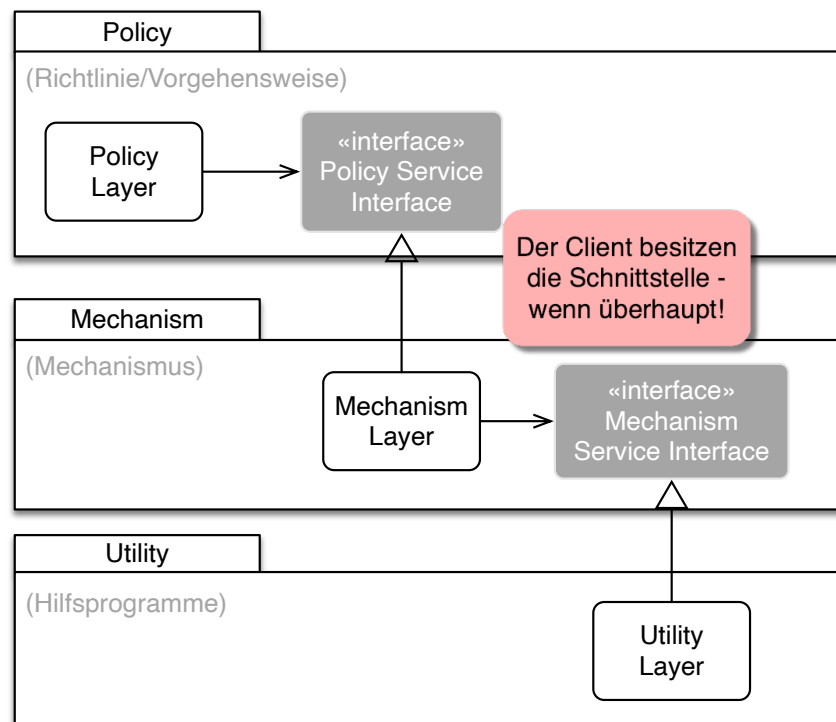 Policy
(Richtlinie/Vorgehensweise)
Policy
Layer
«interface»
Policy Service
Interface
Der Client besitzen
die Schnittstelle -
wenn überhaupt!
Mechanism
(Mechanismus)
Mechanism
Layer
«interface»
Mechanism
Service Interface
Utility
(Hilfsprogramme)
Utility
Layer